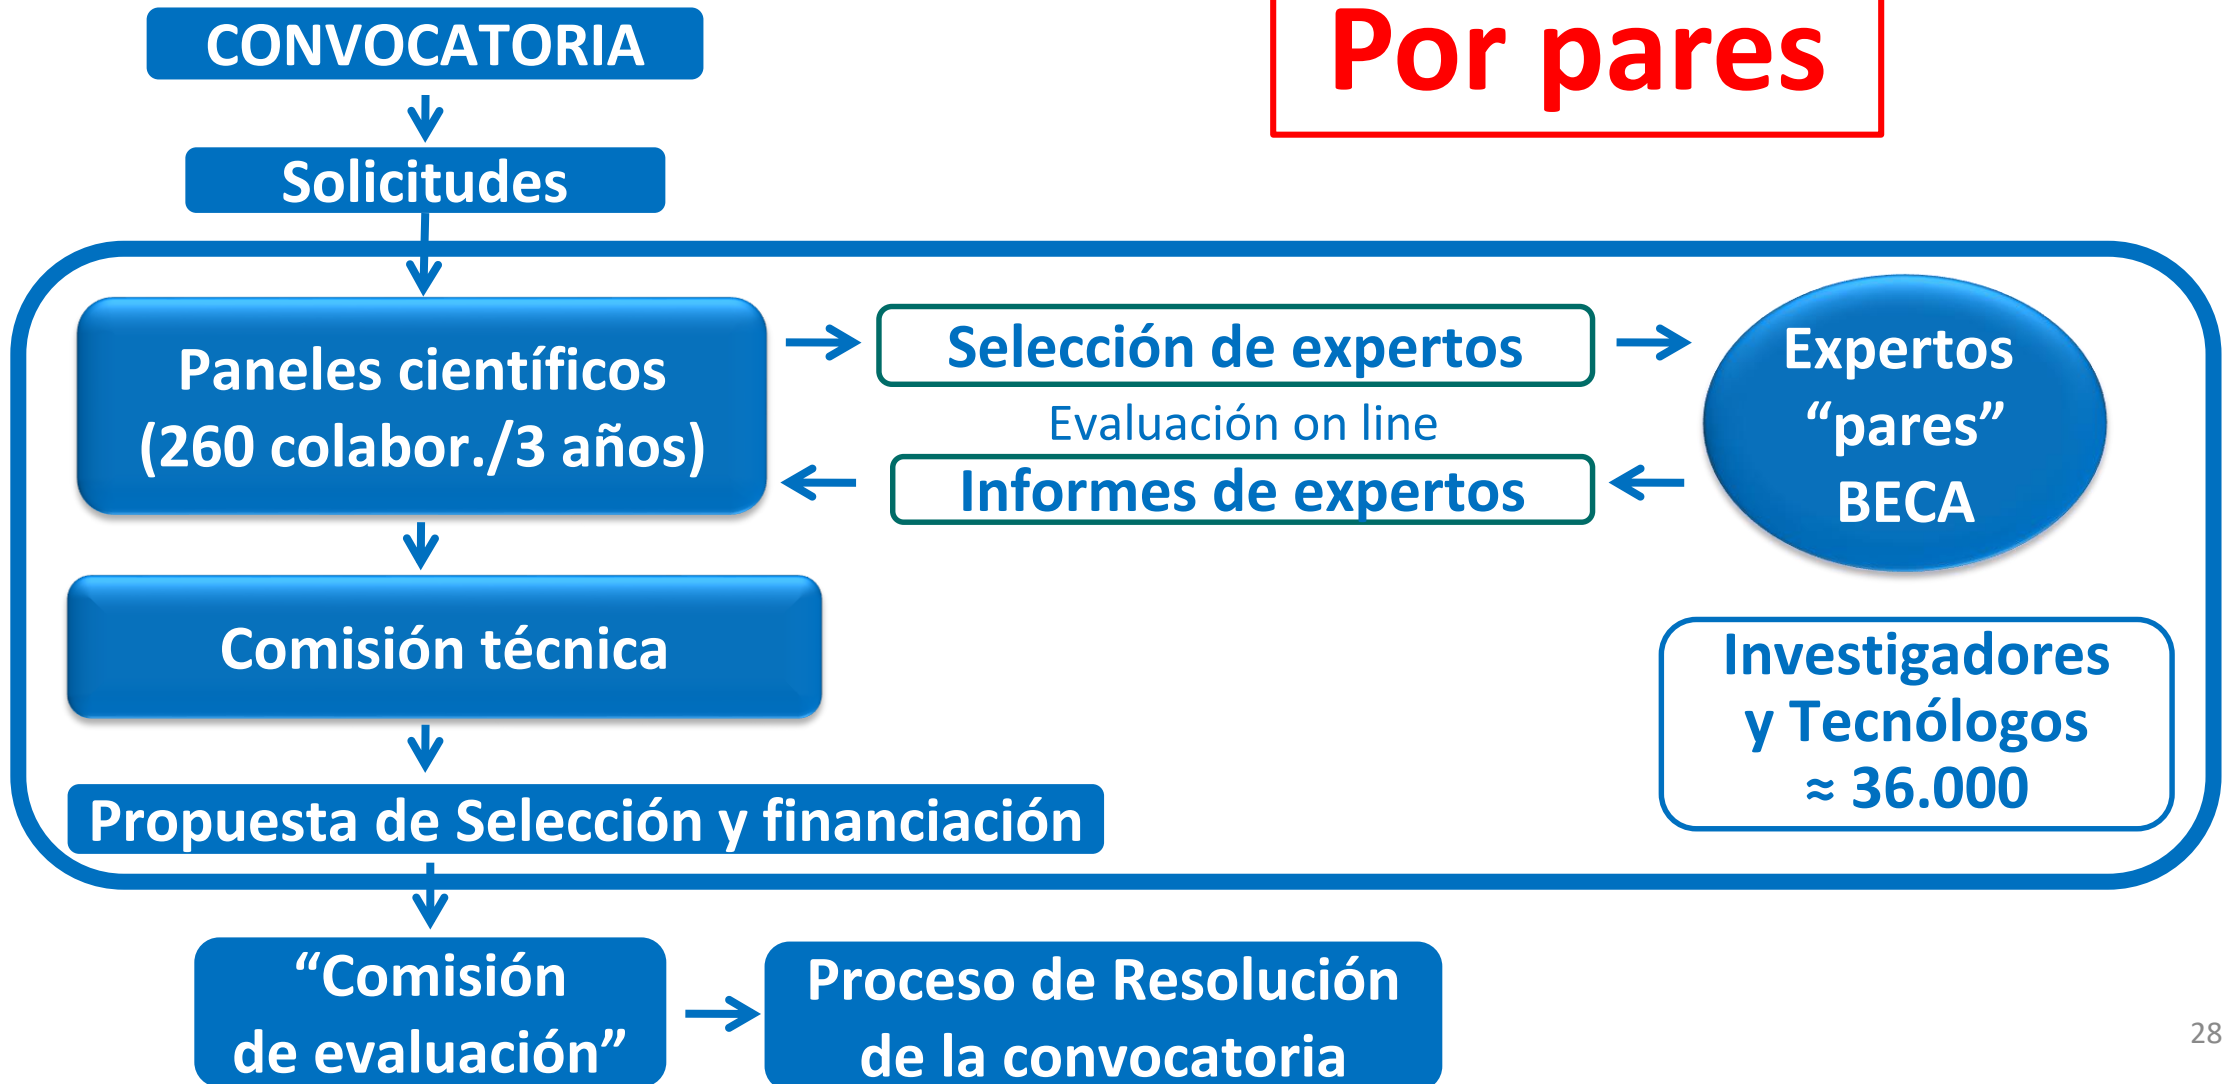 CONVOCATORIA
Por pares
Solicitudes
Paneles científicos
(260 colabor./3 años)
Selección de expertos
Evaluación on line
Informes de expertos
Expertos
“pares”
BECA
Comisión técnica
Investigadores
y Tecnólogos
≈ 36.000
Propuesta de Selección y financiación
“Comisión
de evaluación”
Proceso de Resolución
de la convocatoria
28